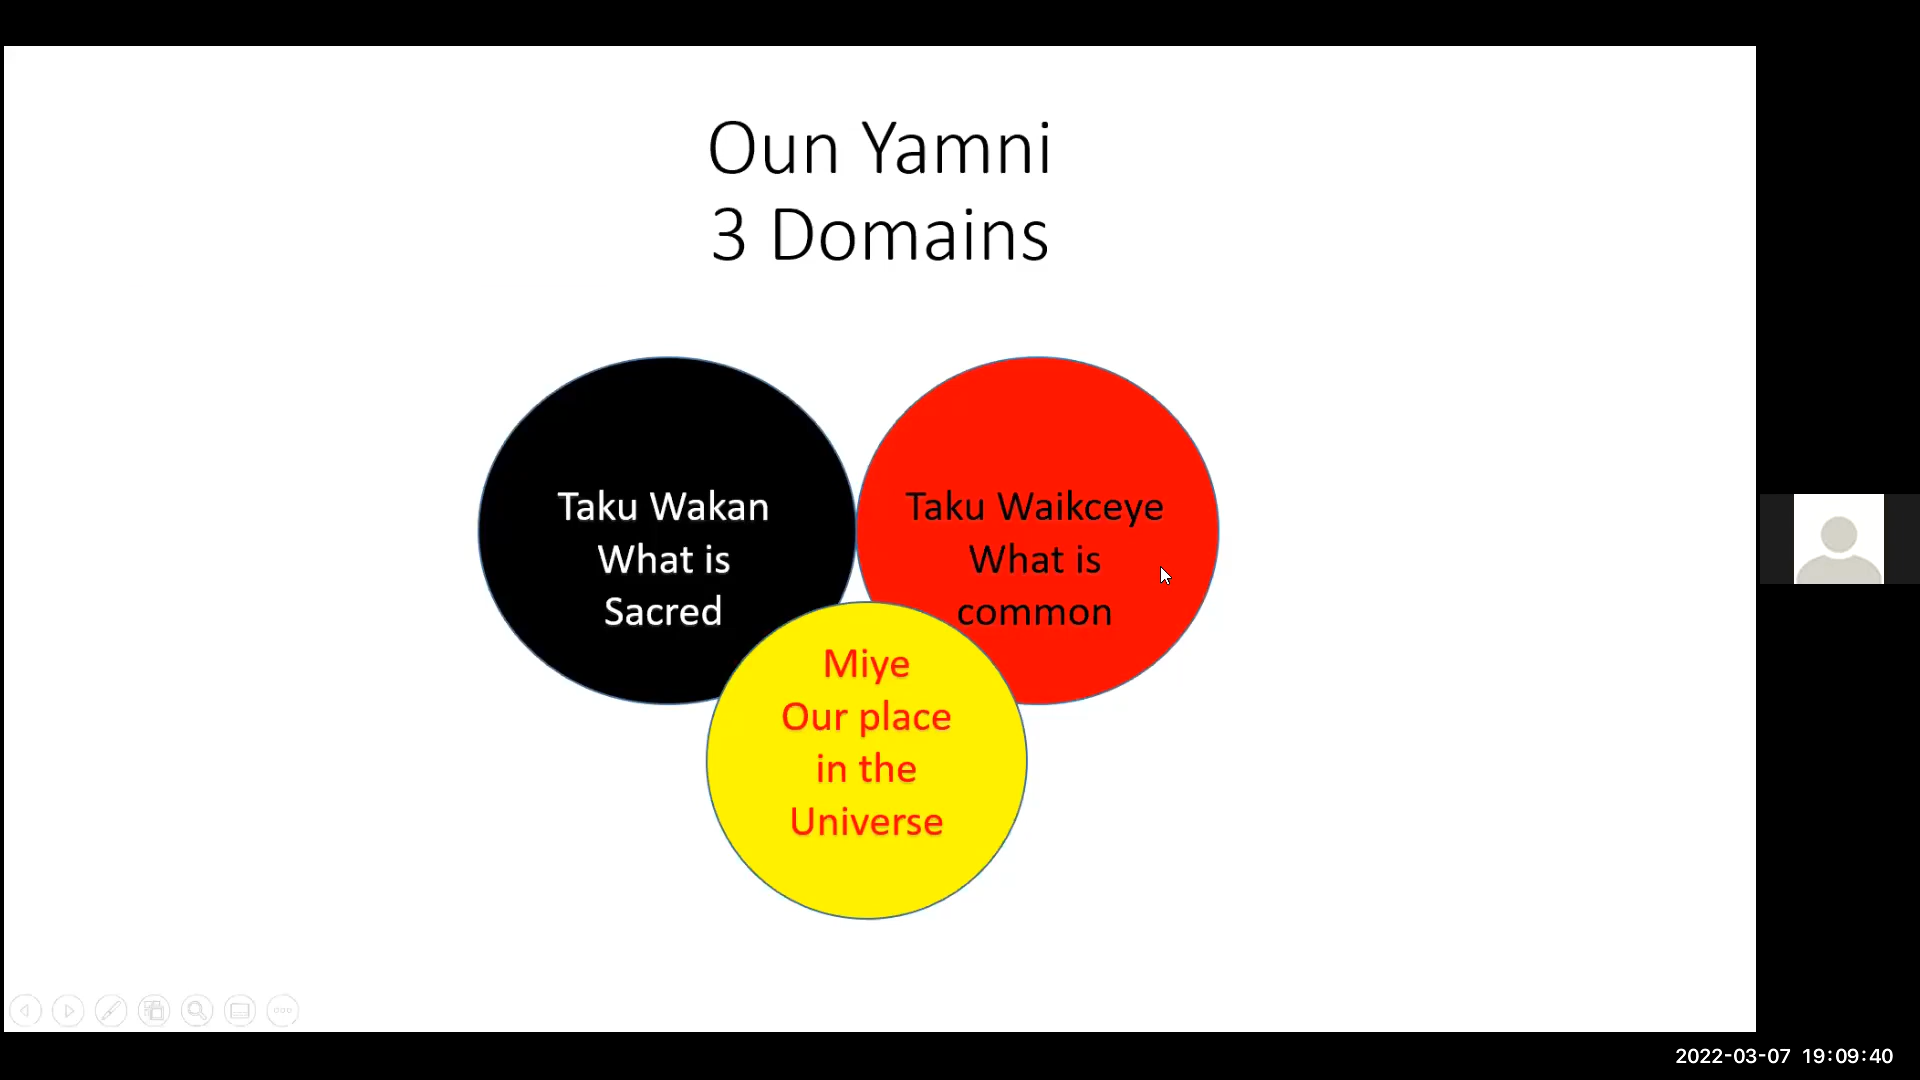 Oun Yamni
3 Domains
Taku Wakan
What is
Sacred
Taku Waikceye
What is
common
Miye
Our place
in the
Universe
2022-03-07 19:09:40